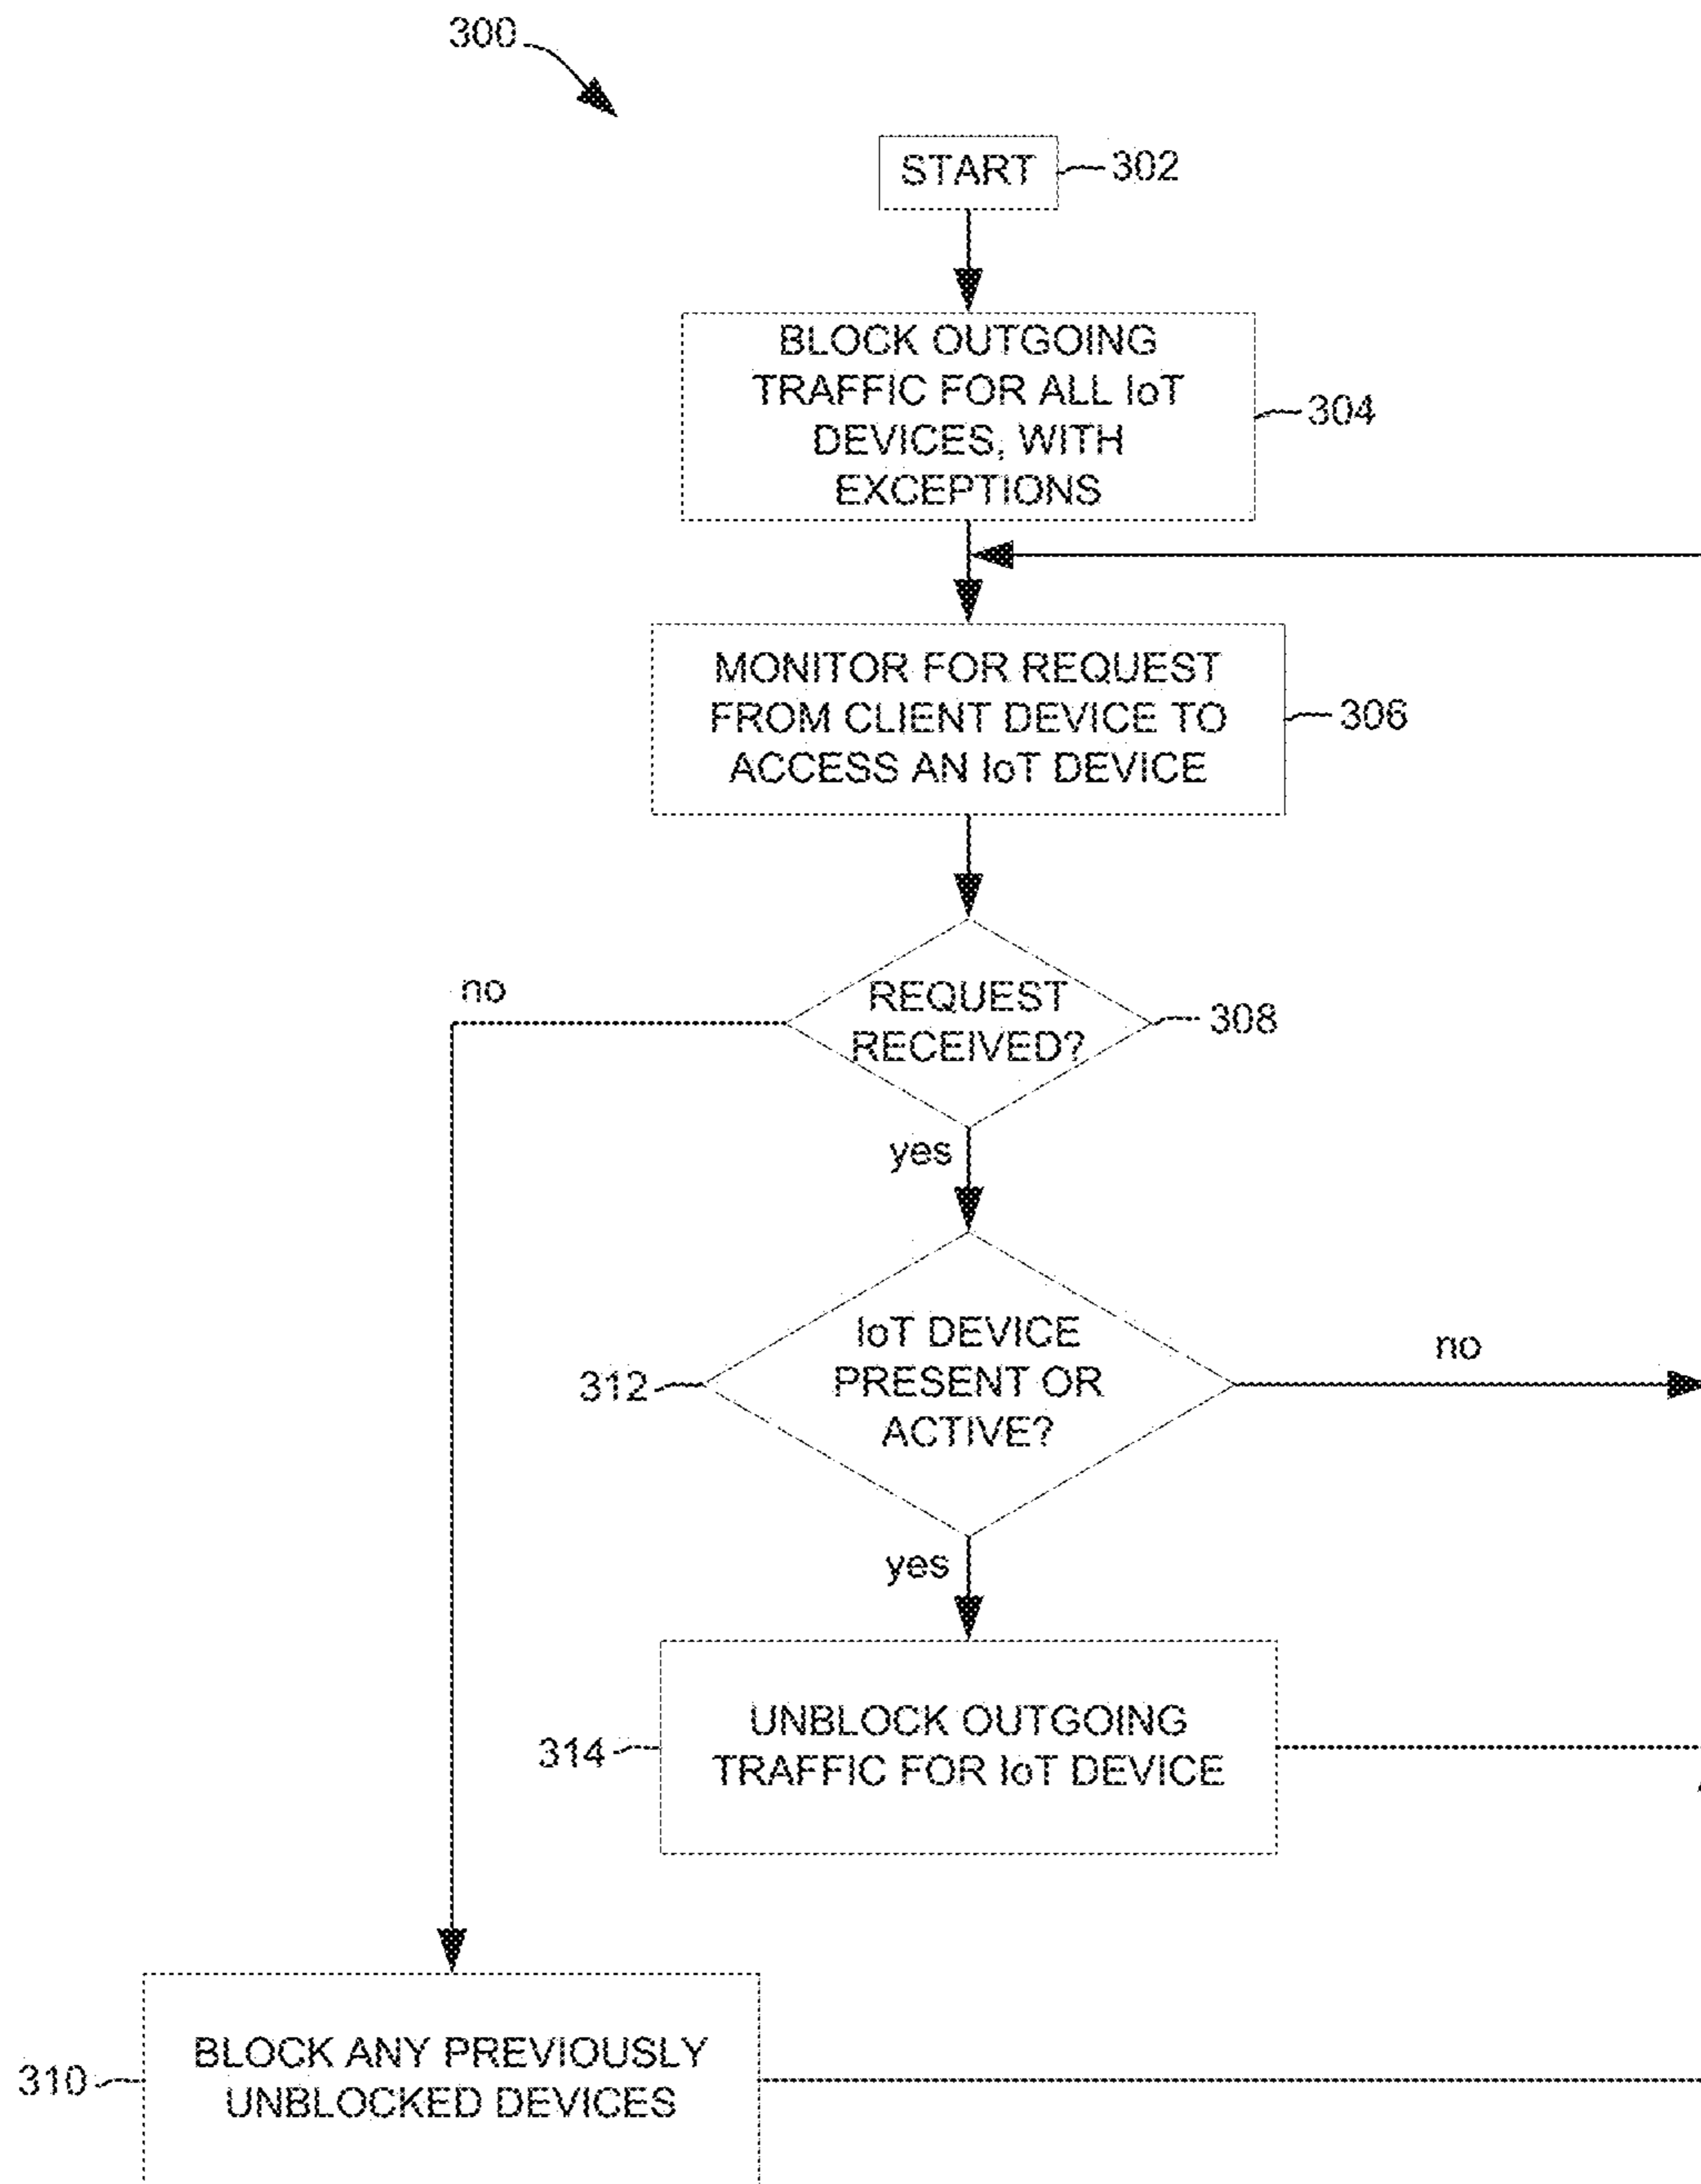 300
START
302
BLOCK OUTGOING
TRAFFIC FOR ALL IoT
DEVICES, WITH
EXCEPTIONS
304
MONITOR FOR REQUEST
FROM CLIENT DEVICE TO
ACCESS AN IoT DEVICE
306
no
REQUEST
RECEIVED?
308
yes
312
IoT DEVICE
PRESENT OR
ACTIVE?
no
yes
314
UNBLOCK OUTGOING
TRAFFIC FOR IoT DEVICE
310
BLOCK ANY PREVIOUSLY
UNBLOCKED DEVICES